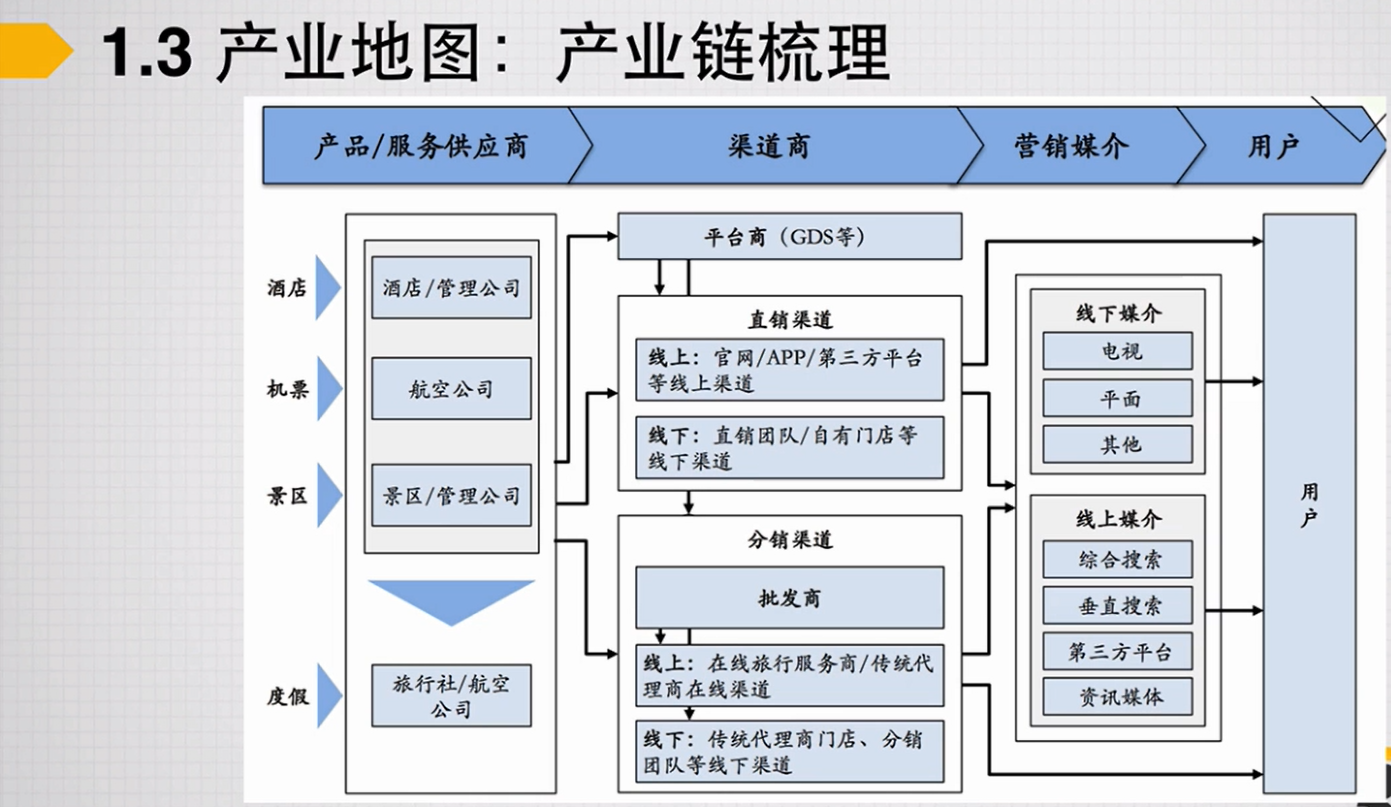 1.3 产业地图：产业链梳理
产品/服务供应商
渠道商
营销媒介
用户
酒店
酒店/管理公司
机票
航空公司
景区
景区/管理公司
度假
旅行社/航空
公司
平台商（GDS等）
直销渠道
线上：官网/APP/第三方平台
等线上渠道
线下：直销团队/自有门店等
线下渠道
分销渠道
批发商
线上：在线旅行服务商/传统代
理商在线渠道
线下：传统代理商门店、分销
团队等线下渠道
线下媒介
电视
平面
其他
线上媒介
综合搜索
垂直搜索
第三方平台
资讯媒体
用
户